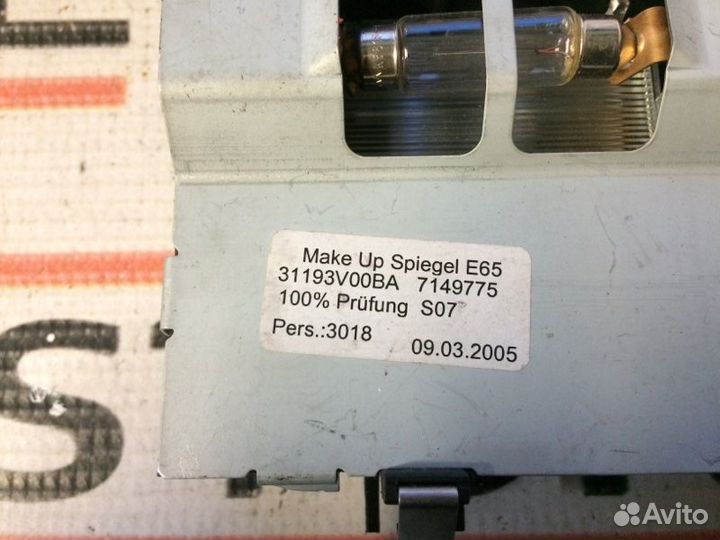 Make Up Spiegel E65
31193V00BA 7149775
100% Prüfung S07
Pers.:3018 09.03.2005
Avito